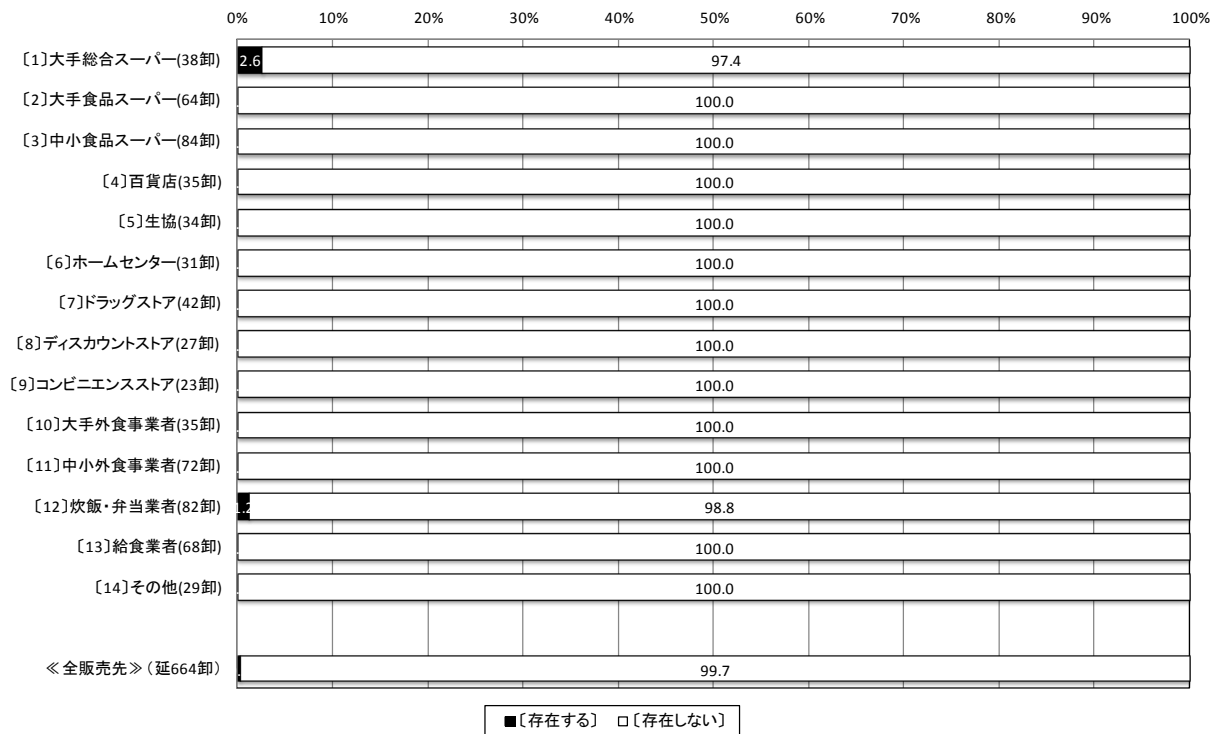 0% 10% 20% 30% 40% 50% 60% 70% 80% 90% 100%
〔1〕大手総合スーパー(38卸) 2.6 97.4
〔2〕大手食品スーパー(64卸) 100.0
〔3〕中小食品スーパー(84卸) 100.0
〔4〕百貨店(35卸) 100.0
〔5〕生協(34卸) 100.0
〔6〕ホームセンター(31卸) 100.0
〔7〕ドラッグストア(42卸) 100.0
〔8〕ディスカウントストア(27卸) 100.0
〔9〕コンビニエンスストア(23卸) 100.0
〔10〕大手外食事業者(35卸) 100.0
〔11〕中小外食事業者(72卸) 100.0
〔12〕炊飯・弁当業者(82卸) 1.2 98.8
〔13〕給食業者(68卸) 100.0
〔14〕その他(29卸) 100.0
≪全販売先≫（延664卸） 99.7
■〔存在する〕 □〔存在しない〕